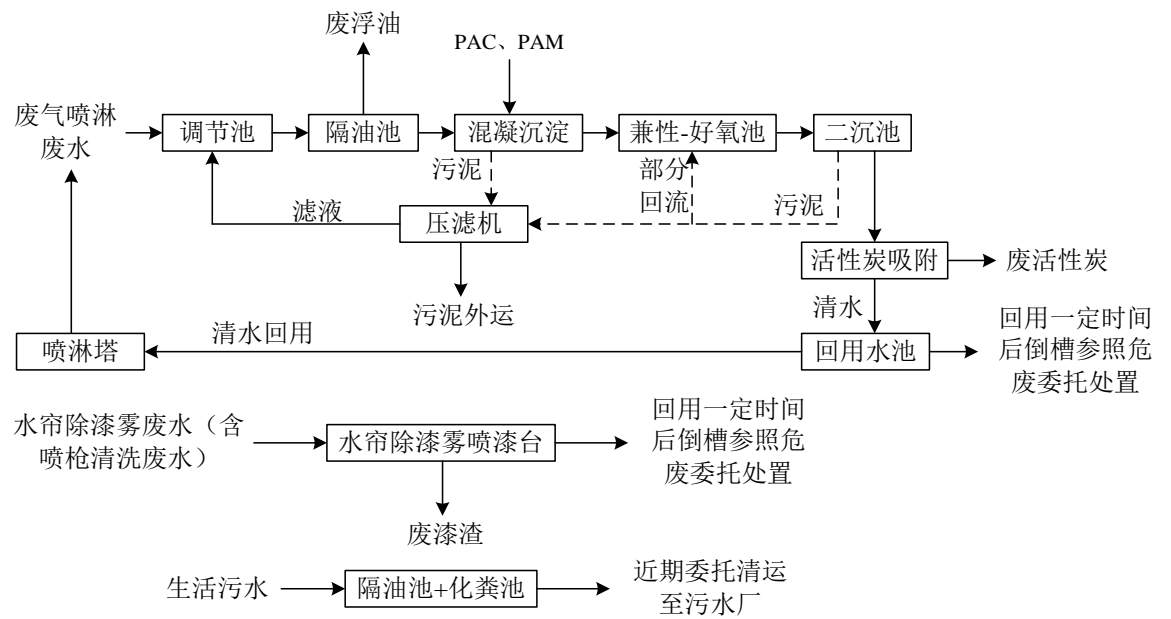 废浮油
PAC、PAM
废气喷淋
废水
调节池
隔油池
混凝沉淀
兼性-好氧池
二沉池
污泥
部分
回流
污泥
滤液
压滤机
活性炭吸附
废活性炭
污泥外运
清水
清水回用
喷淋塔
回用水池
回用一定时间
后倒槽参照危
废委托处置
水帘除漆雾废水（含
喷枪清洗废水）
水帘除漆雾喷漆台
回用一定时间
后倒槽参照危
废委托处置
废漆渣
生活污水
隔油池+化粪池
近期委托清运
至污水厂